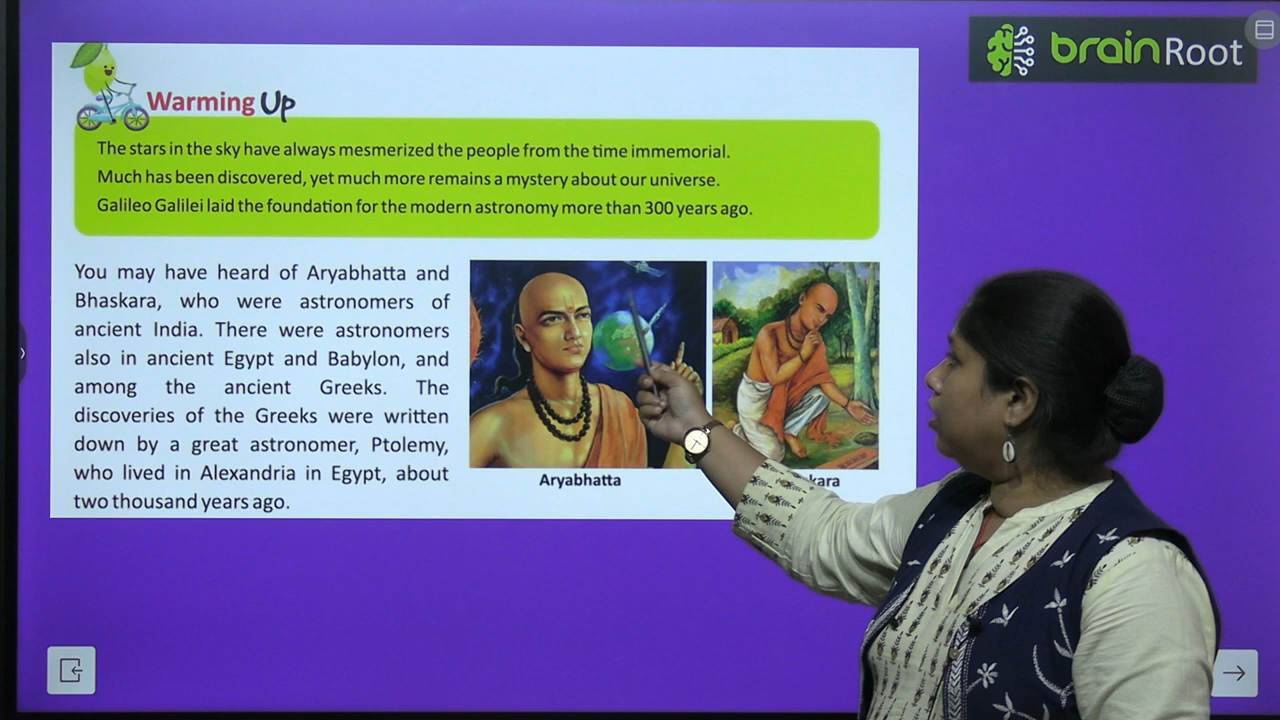 brainRoot
Warming Up
The stars in the sky have always mesmerized the people from the time immemorial.
Much has been discovered, yet much more remains a mystery about our universe.
Galileo Galilei laid the foundation for the modern astronomy more than 300 years ago.
You may have heard of Aryabhatta and
Bhaskara, who were astronomers of
ancient India. There were astronomers
also in ancient Egypt and Babylon, and
among the ancient Greeks. The
discoveries of the Greeks were written
down by a great astronomer, Ptolemy,
who lived in Alexandria in Egypt, about
two thousand years ago.
Aryabhatta
kara